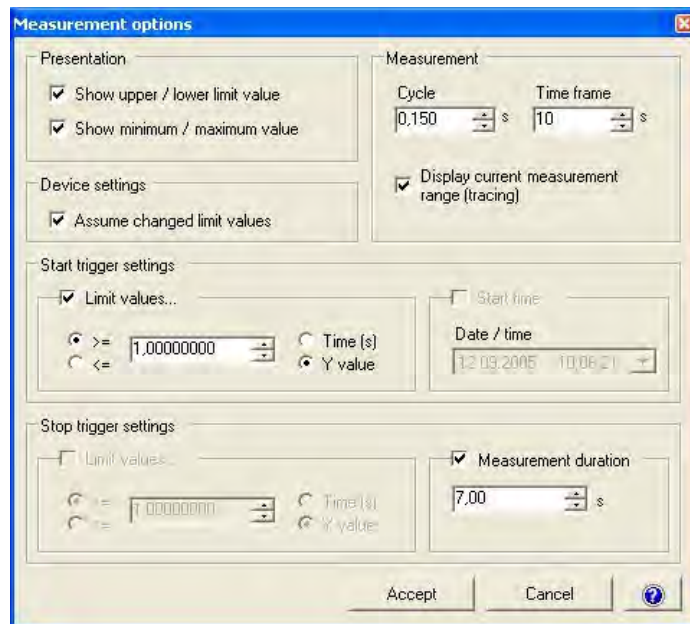 Measurement options
Presentation
Show upper / lower limit value
Show minimum / maximum value
Device settings
Assume changed limit values
Measurement
Cycle
Time frame
0,150 s
10 s
Display current measurement
range (tracing)
Start trigger settings
Limit values...
>=
<=
1,00000000
Time (s)
Y value
Start time
Date / time
12.09.2005 10:06:21
Stop trigger settings
Limit values...
>=
<=
1,00000000
Time (s)
Y value
Measurement duration
7,00 s
Accept
Cancel
?